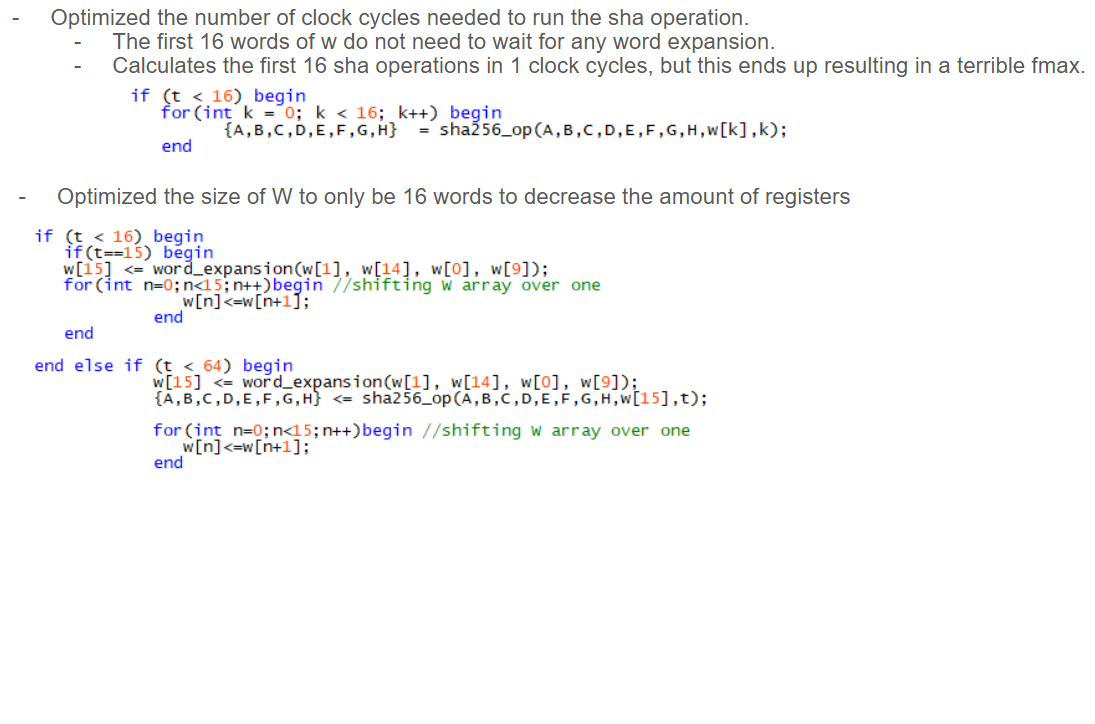 - Optimized the number of clock cycles needed to run the sha operation.
- The first 16 words of w do not need to wait for any word expansion.
- Calculates the first 16 sha operations in 1 clock cycles, but this ends up resulting in a terrible fmax.
if (t < 16) begin
for(int k = 0; k < 16; k++) begin
{A,B,C,D,E,F,G,H} = sha256_op(A,B,C,D,E,F,G,H,w[k],k);
end
- Optimized the size of W to only be 16 words to decrease the amount of registers
if (t < 16) begin
if(t==15) begin
w[15] <= word_expansion(w[1], w[14], w[0], w[9]);
for(int n=0;n<15;n++)begin //shifting w array over one
w[n]<=w[n+1];
end
end
end else if (t < 64) begin
w[15] <= word_expansion(w[1], w[14], w[0], w[9]);
{A,B,C,D,E,F,G,H} <= sha256_op(A,B,C,D,E,F,G,H,w[15],t);
for(int n=0;n<15;n++)begin //shifting w array over one
w[n]<=w[n+1];
end